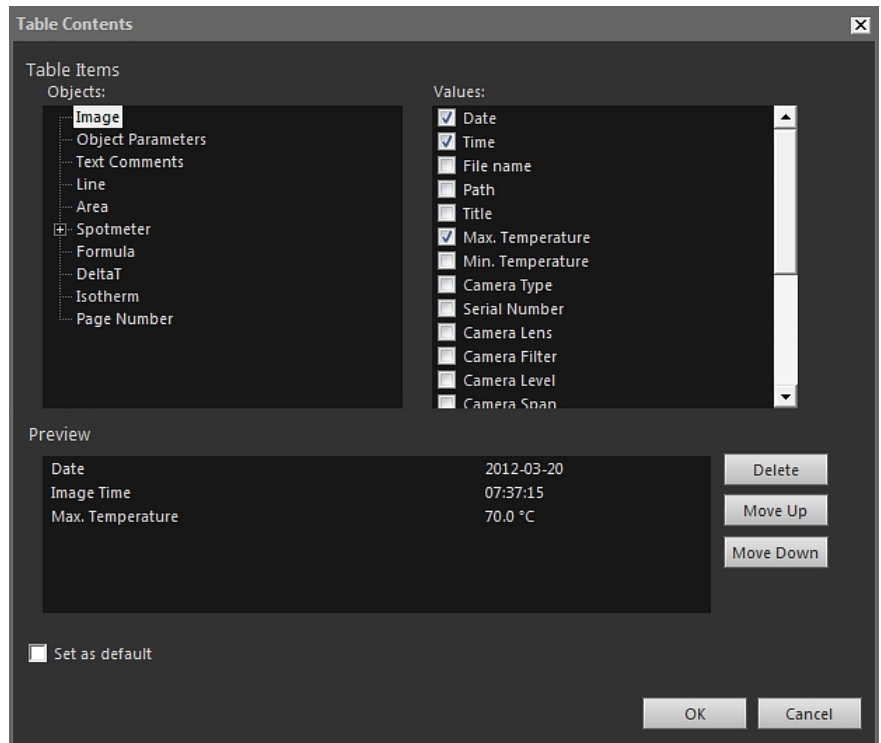 Table Contents
Table Items
Objects:
Image
Object Parameters
Text Comments
Line
Area
Spotmeter
Formula
DeltaT
Isotherm
Page Number
Values:
Date
Time
File name
Path
Title
Max. Temperature
Min. Temperature
Camera Type
Serial Number
Camera Lens
Camera Filter
Camera Level
Camera Span
Preview
Date 2012-03-20
Image Time 07:37:15
Max. Temperature 70.0 °C
Delete
Move Up
Move Down
Set as default
OK Cancel